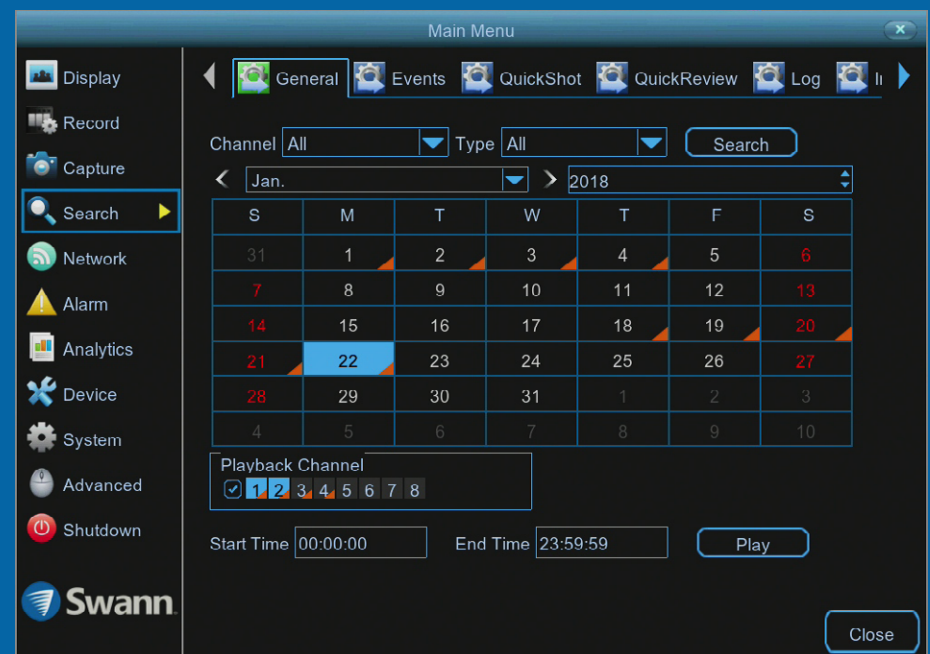 Main Menu
Display
Record
Capture
Search
Network
Alarm
Analytics
Device
System
Advanced
Shutdown
Swann
General Events QuickShot QuickReview Log
Channel All Type All Search
< Jan. > 2018
S M T W T F S
31 1 2 3 4 5 6
7 8 9 10 11 12 13
14 15 16 17 18 19 20
21 22 23 24 25 26 27
28 29 30 31 1 2 3
4 5 6 7 8 9 10
Playback Channel
1 2 3 4 5 6 7 8
Start Time 00:00:00 End Time 23:59:59 Play
Close